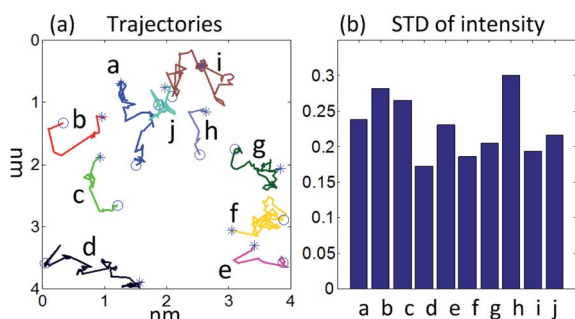 (a) Trajectories
0
1
2
3
4
nm
a
b
c
d
e
f
g
h
i
j
0 1 2 3 4
nm
(b) STD of intensity
0.3
0.25
0.2
0.15
0.1
0.05
0
a b c d e f g h i j